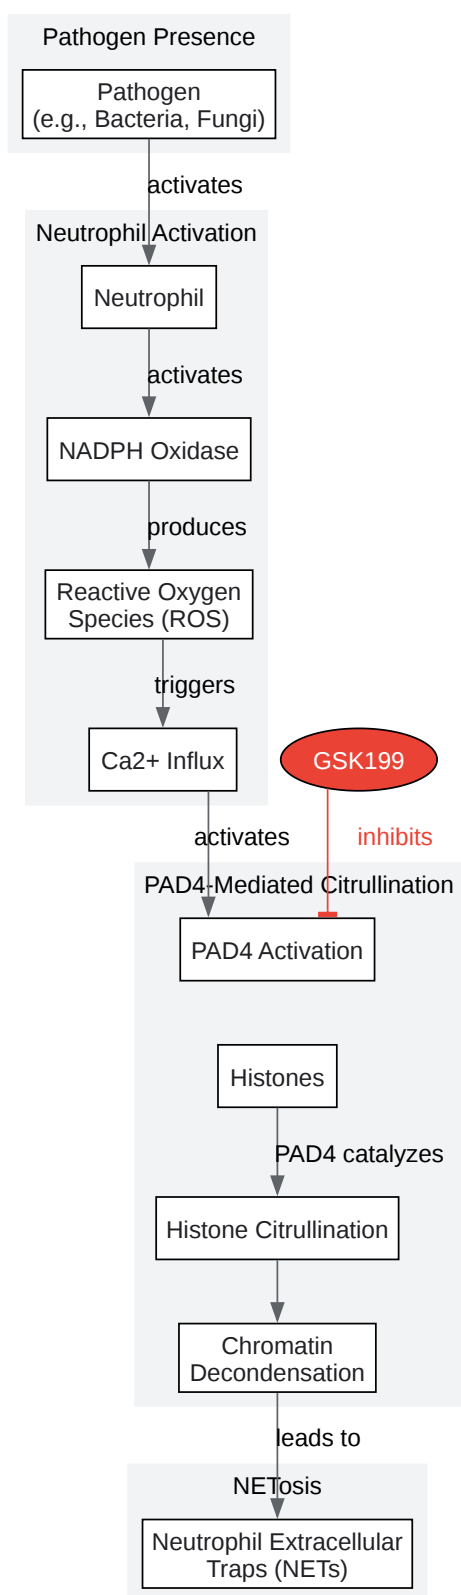 Pathogen Presence
Pathogen
(e.g., Bacteria, Fungi)
activates
Neutrophil Activation
Neutrophil
activates
NADPH Oxidase
produces
Reactive Oxygen
Species (ROS)
triggers
Ca2+ Influx
GSK199
activates
inhibits
PAD4-Mediated Citrullination
PAD4 Activation
Histones
PAD4 catalyzes
Histone Citrullination
Chromatin
Decondensation
leads to
NETosis
Neutrophil Extracellular
Traps (NETs)